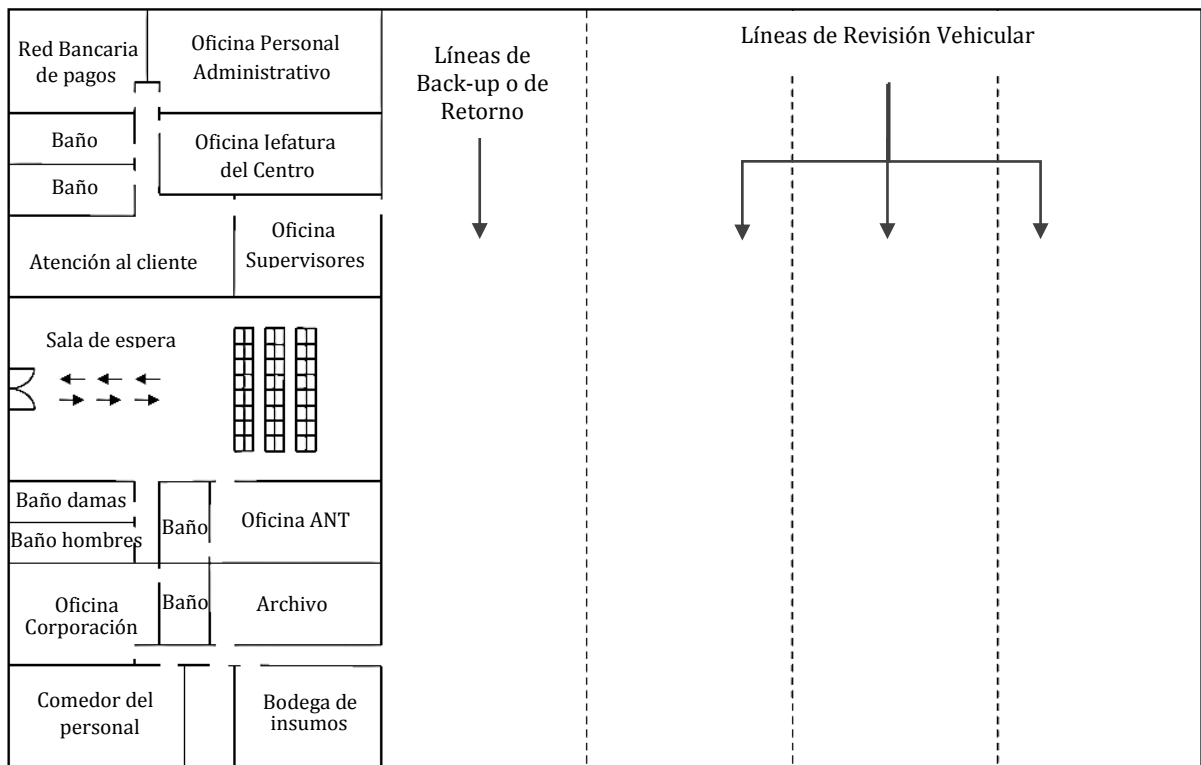 Red Bancaria
de pagos
Oficina Personal
Administrativo
Líneas de
Back-up o de
Retorno
Líneas de Revisión Vehicular
Baño
Baño
Oficina Jefatura
del Centro
Atención al cliente
Oficina
Supervisores
Sala de espera
Baño damas
Baño hombres
Baño
Oficina ANT
Oficina
Corporación
Baño
Archivo
Comedor del
personal
Bodega de
insumos